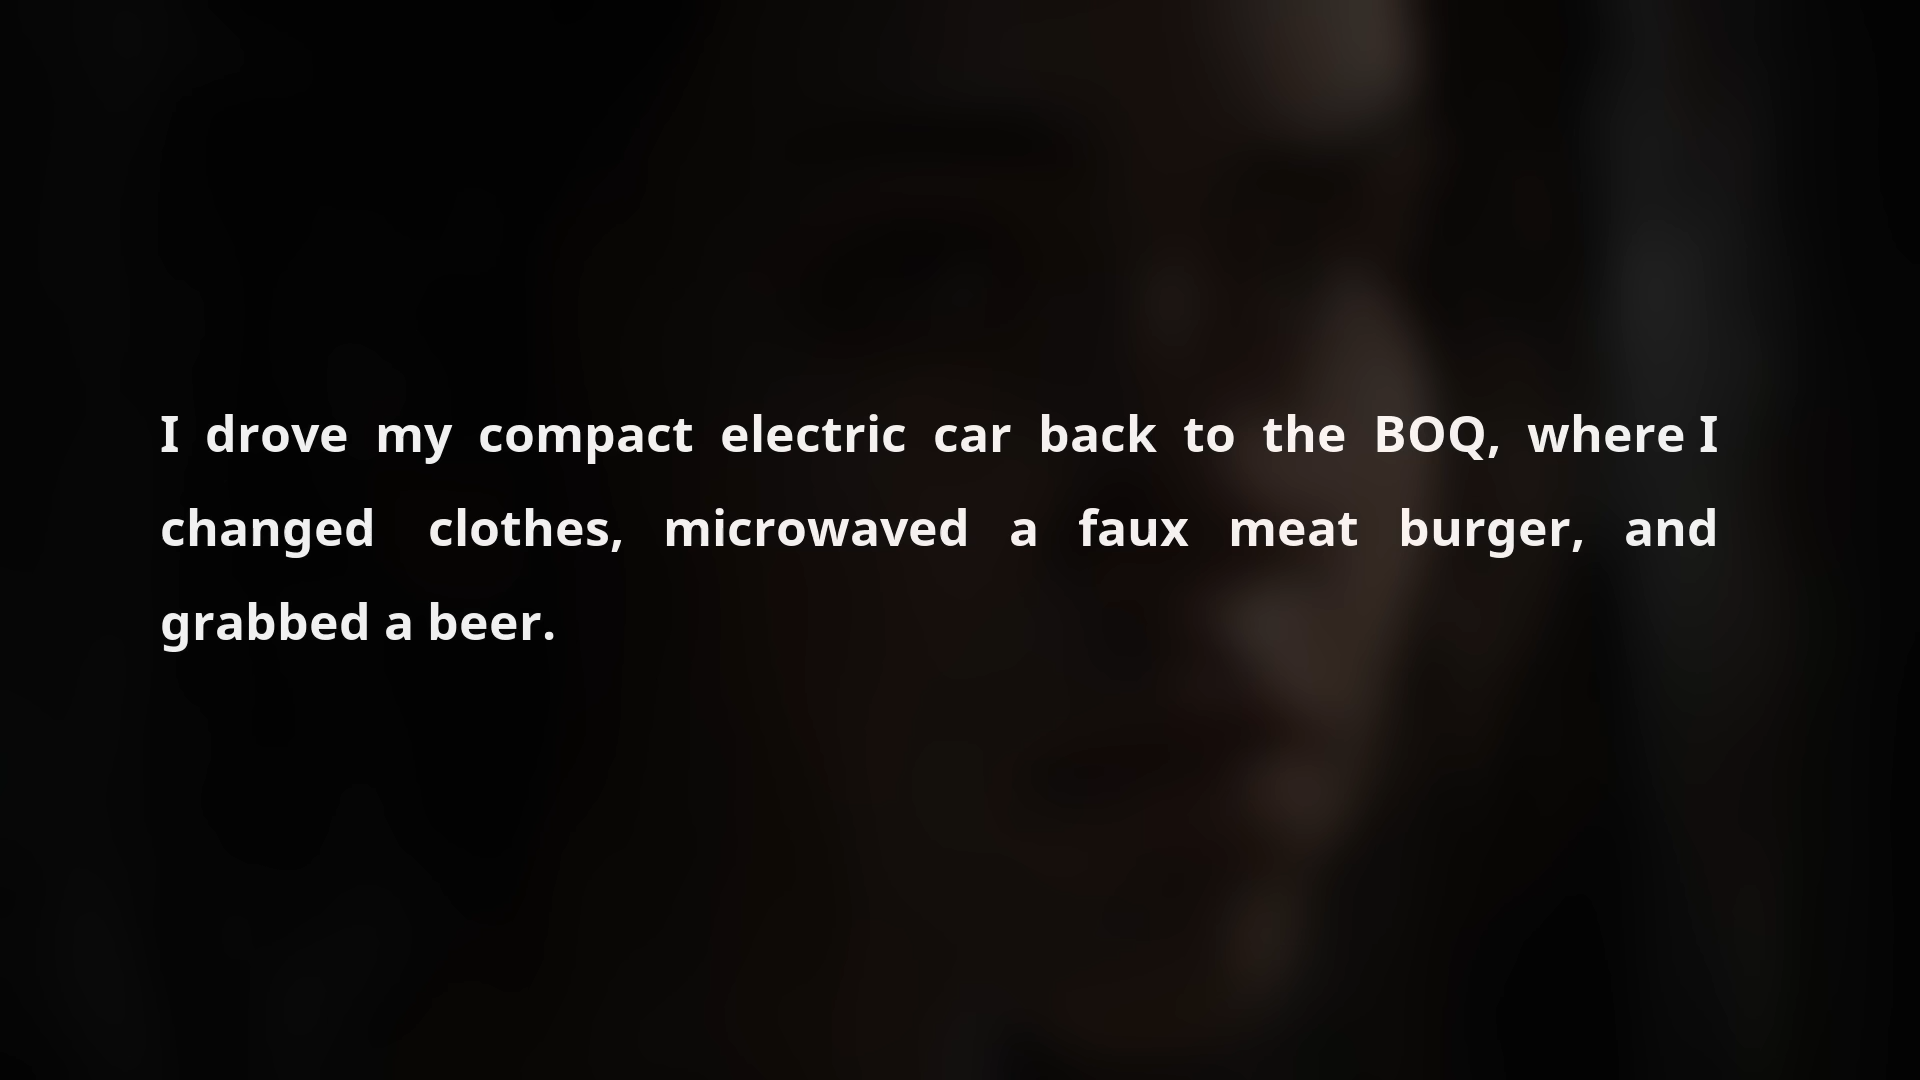 I drove my compact electric car back to the BOQ, where I
changed clothes, microwaved a faux meat burger, and
grabbed a beer.